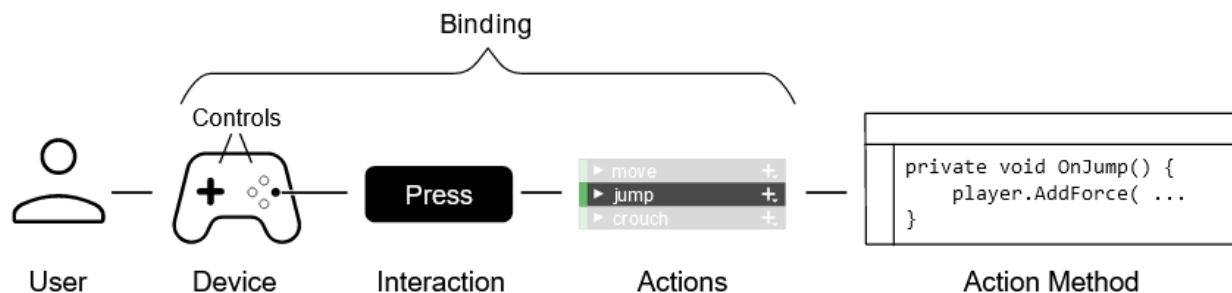 Binding
Controls
Press
move
jump
crouch
private void OnJump() {
player.AddForce( ...
}
User
Device
Interaction
Actions
Action Method